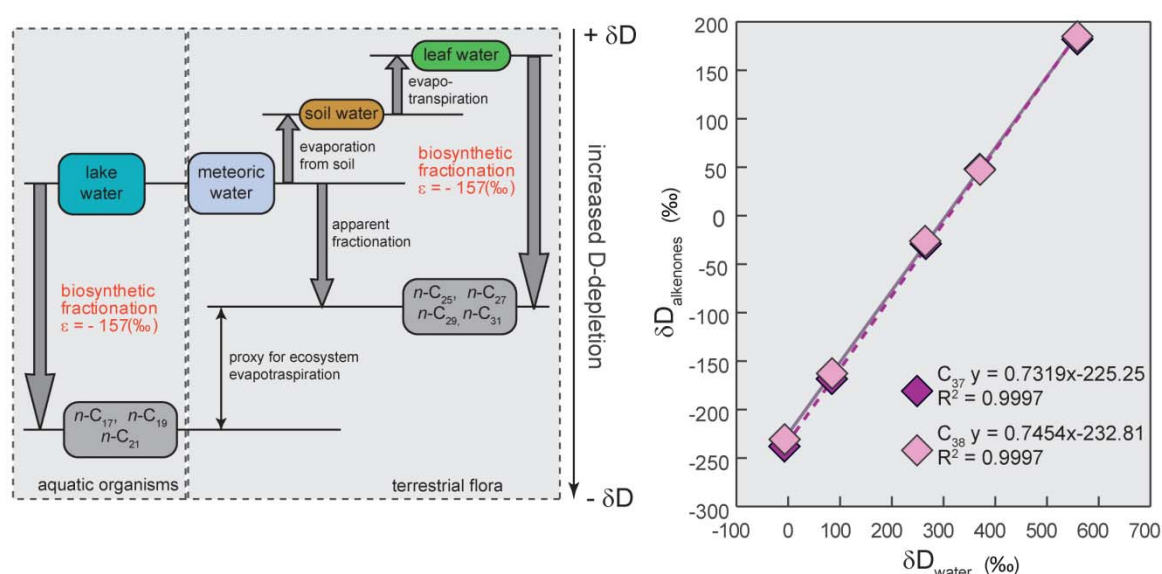 + δD
leaf water
evapo-
transpiration
soil water
evaporation
from soil
biosynthetic
fractionation
ε = - 157(‰)
lake
water
meteoric
water
apparent
fractionation
biosynthetic
fractionation
ε = - 157(‰)
n-C25, n-C27
n-C29, n-C31
proxy for ecosystem
evapotraspiration
n-C17, n-C19
n-C21
aquatic organisms
terrestrial flora
increased D-depletion
- δD
δDalkenones (‰)
200
150
100
50
0
-50
-100
-150
-200
-250
-300
C37 y = 0.7319x-225.25
R² = 0.9997
C38 y = 0.7454x-232.81
R² = 0.9997
-100 0 100 200 300 400 500 600 700
δDwater (‰)